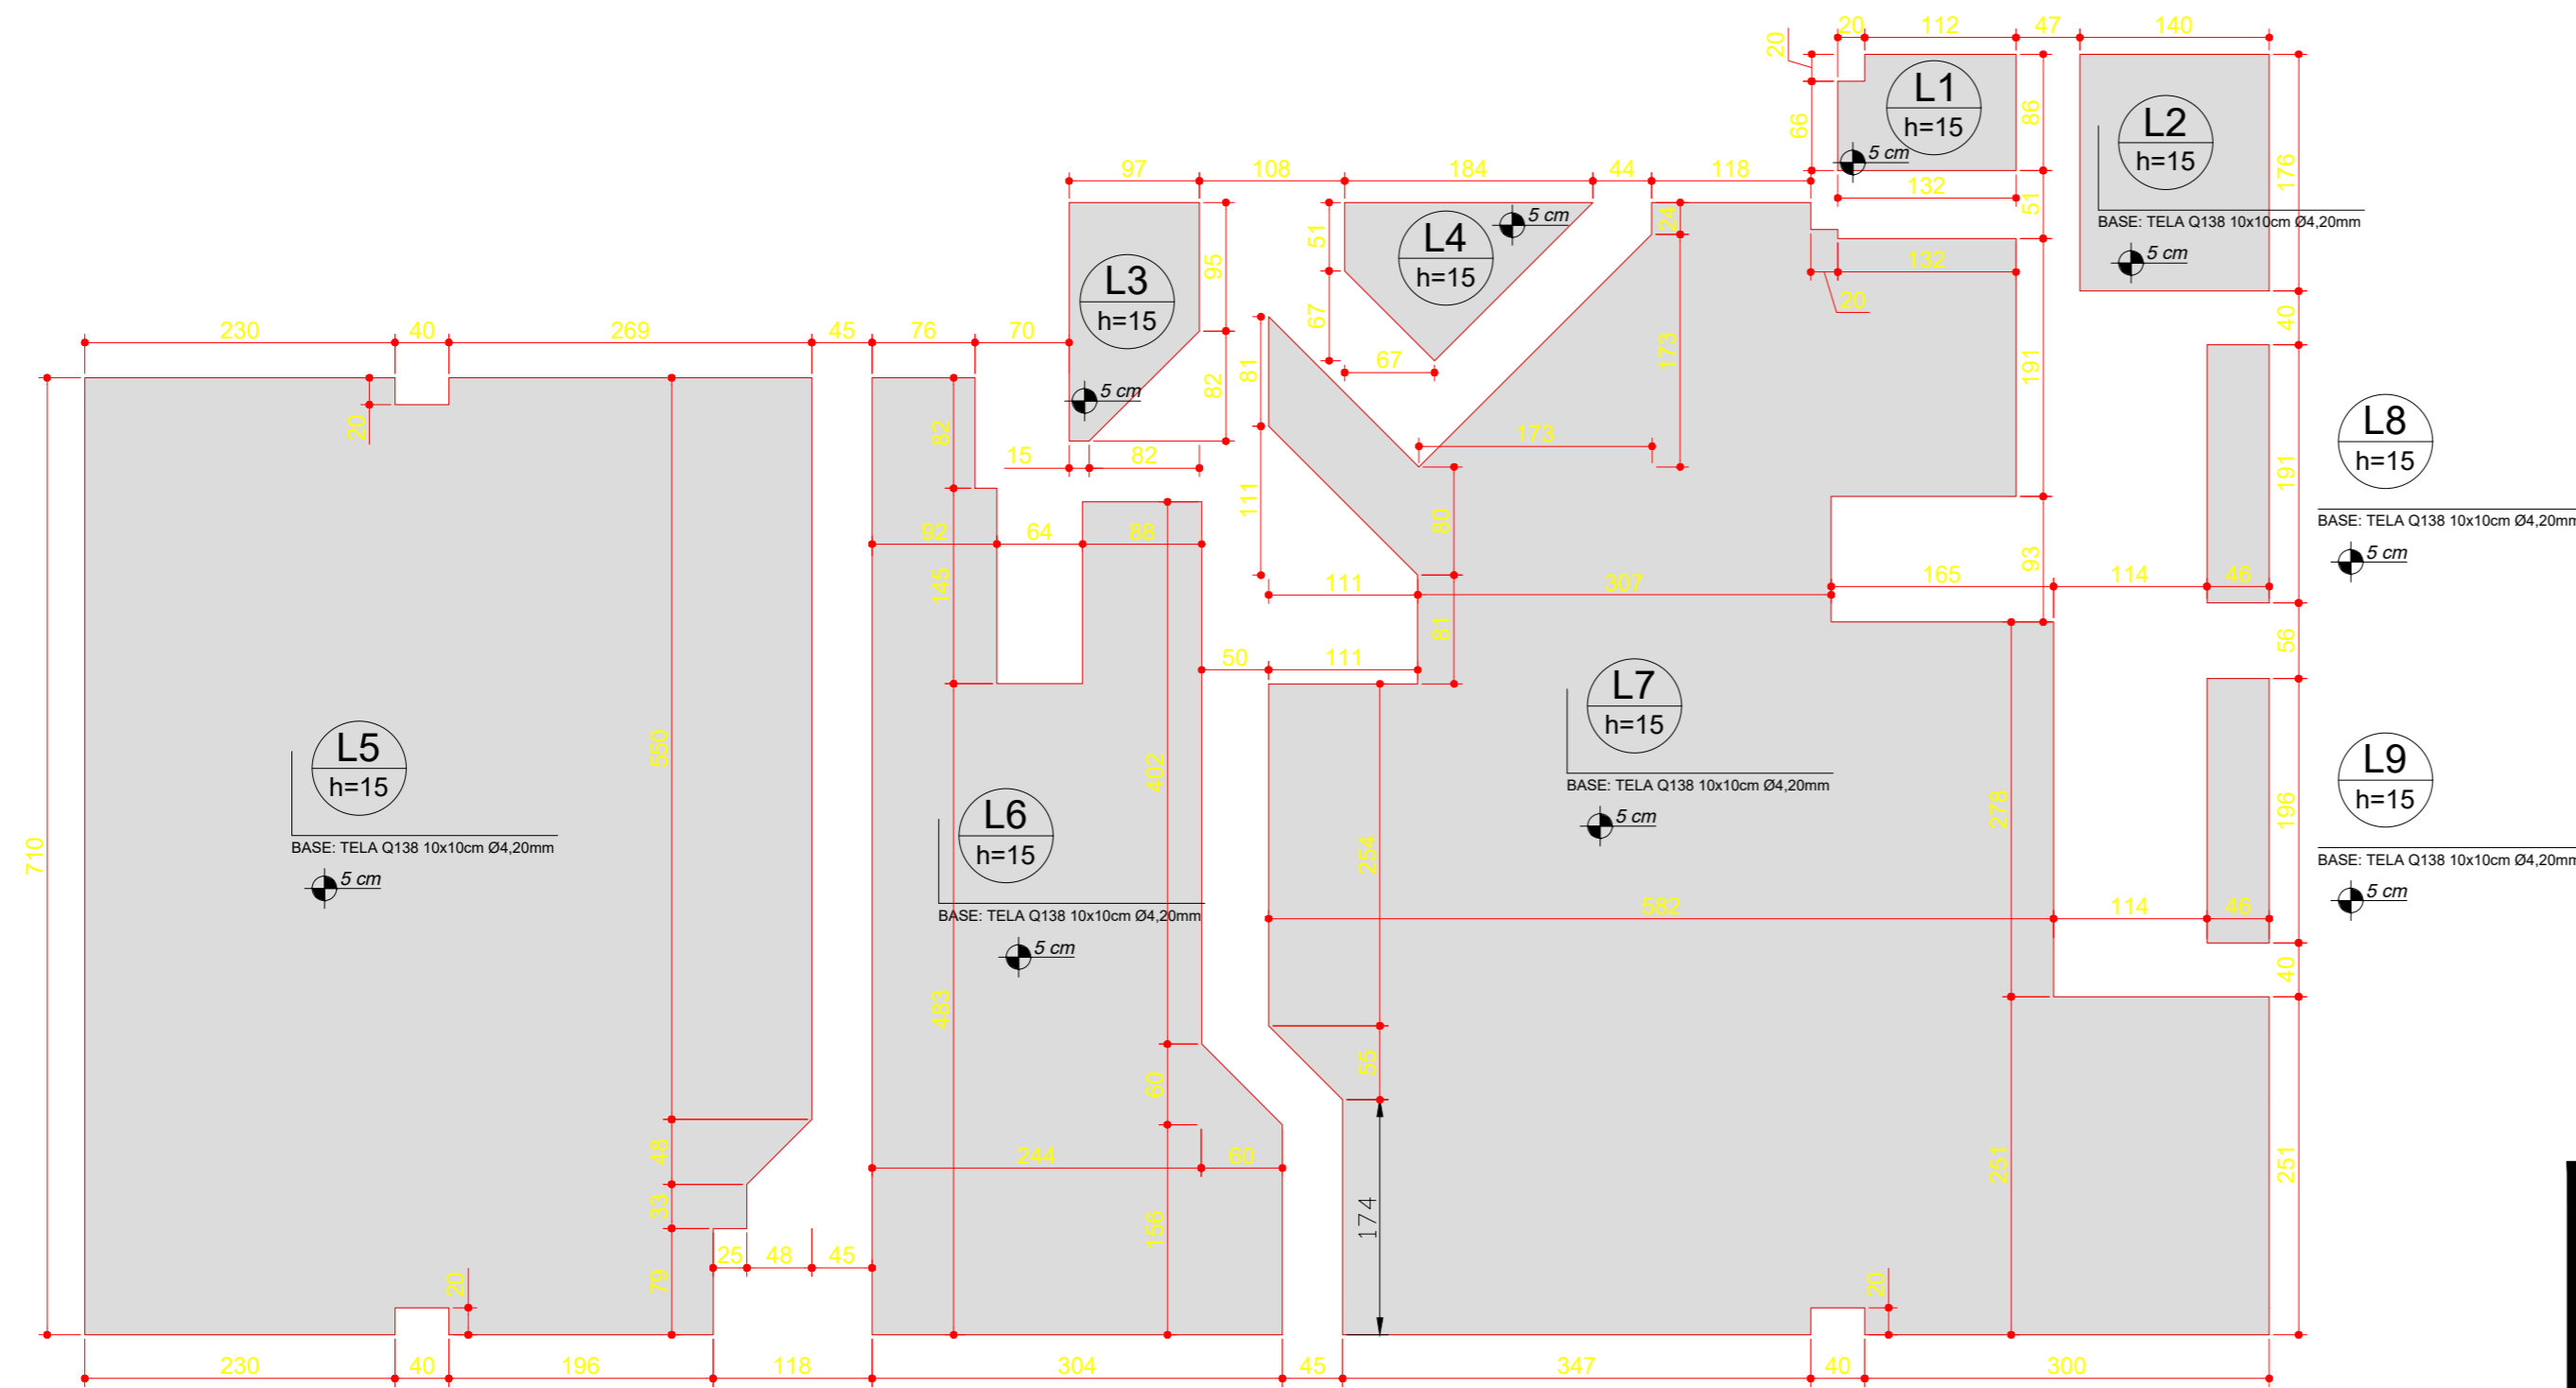 20 112 47 140
20
L1
h=15
66
5 cm
86
132
51
L2
h=15
176
BASE: TELA Q138 10x10cm Ø4,20mm
5 cm
40
97 108 184 44 118
L3
h=15
95
82
5 cm
15 82
51
67
67
L4
h=15
5 cm
24
173
173
132
20
191
93
230 40 269 45 76 70
20
710
550
48
33
79
L5
h=15
BASE: TELA Q138 10x10cm Ø4,20mm
5 cm
25 48 45
20
82
92 64 88
145
483
402
L6
h=15
BASE: TELA Q138 10x10cm Ø4,20mm
5 cm
60
244 60
156
81
111
80
111 307
81
50 111
165 114 46
L7
h=15
BASE: TELA Q138 10x10cm Ø4,20mm
5 cm
254
278
582 114 46
55
174
251
20
191
L8
h=15
BASE: TELA Q138 10x10cm Ø4,20mm
5 cm
56
196
L9
h=15
BASE: TELA Q138 10x10cm Ø4,20mm
5 cm
40
251
230 40 196 118 304 45 347 40 300